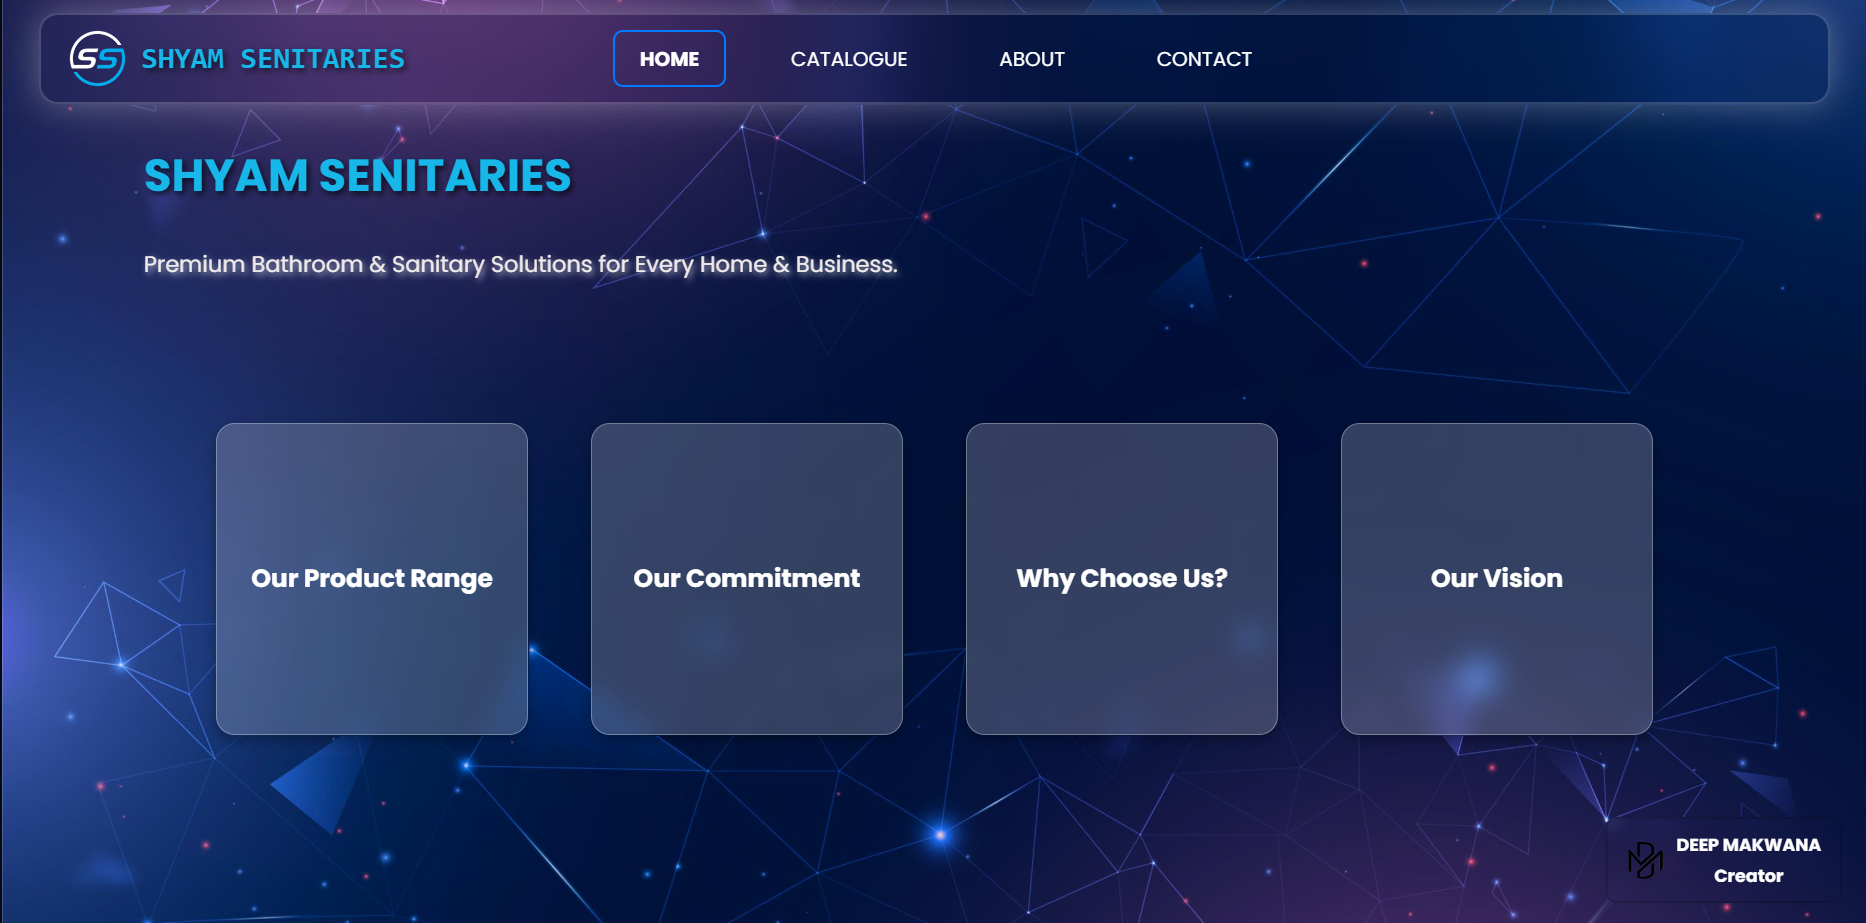 SS SHYAM SENITARIES HOME CATALOGUE ABOUT CONTACT
SHYAM SENITARIES
Premium Bathroom & Sanitary Solutions for Every Home & Business.
Our Product Range
Our Commitment
Why Choose Us?
Our Vision
DEEP MAKWANA
Creator